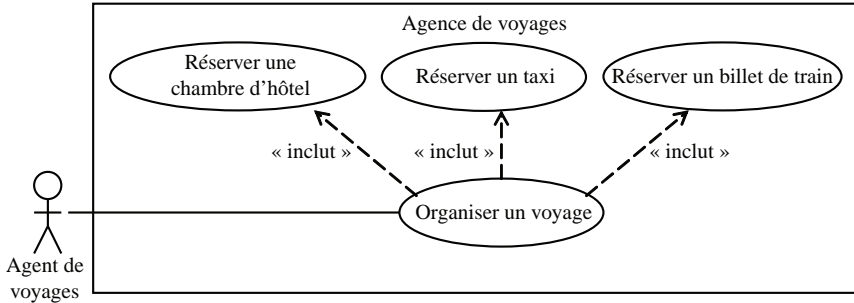 Agence de voyages
Réserver une
chambre d’hôtel
Réserver un taxi
Réserver un billet de train
« inclut »
« inclut »
« inclut »
Organiser un voyage
Agent de
voyages